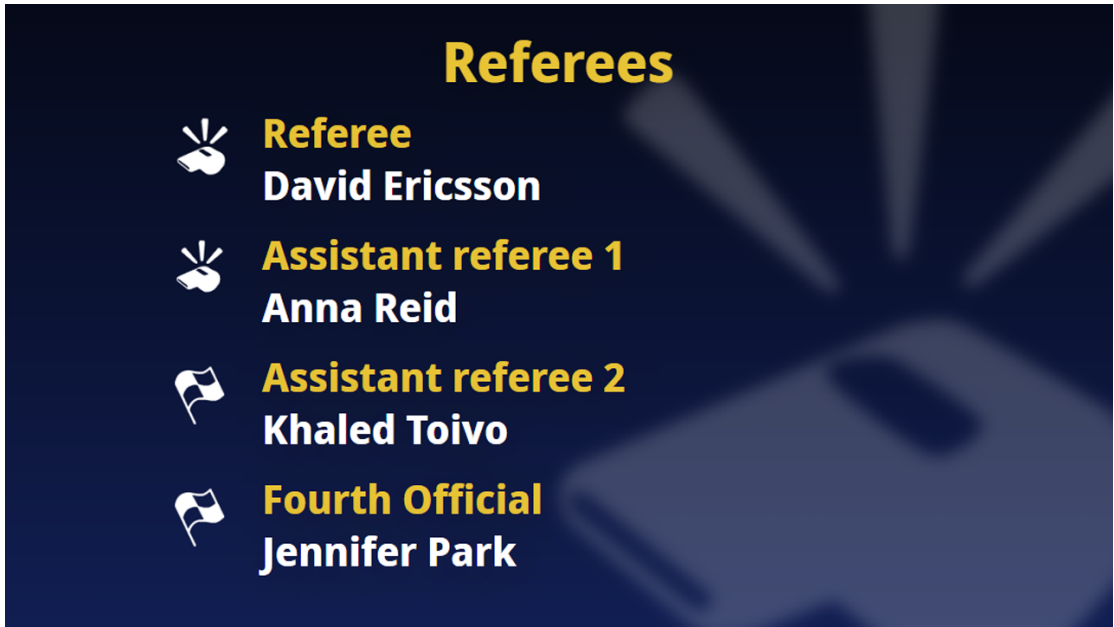 Referees
Referee
David Ericsson
Assistant referee 1
Anna Reid
Assistant referee 2
Khaled Toivo
Fourth Official
Jennifer Park